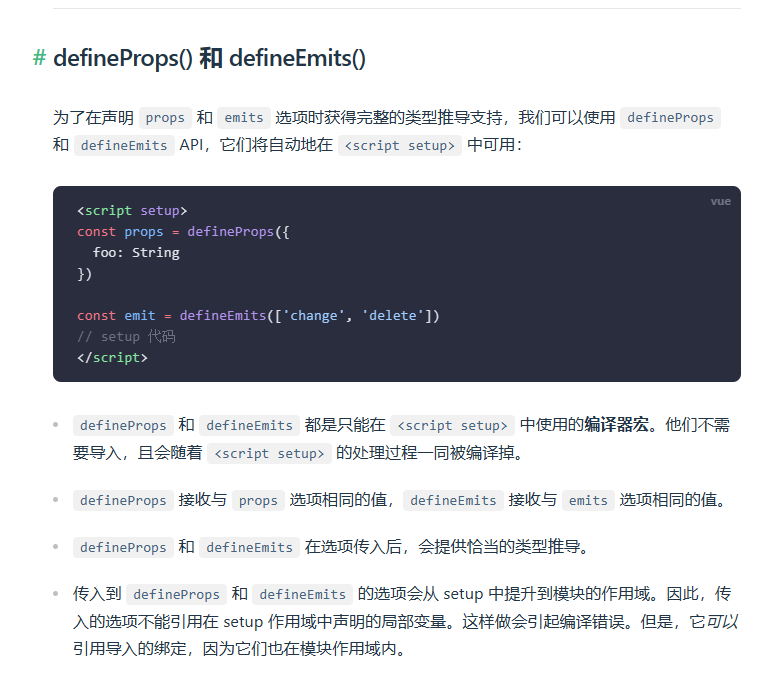 # defineProps() 和 defineEmits()
为了在声明 props 和 emits 选项时获得完整的类型推导支持，我们可以使用 defineProps
和 defineEmits API，它们将自动地在 <script setup> 中可用：
vue
<script setup>
const props = defineProps({
  foo: String
})

const emit = defineEmits(['change', 'delete'])
// setup 代码
</script>
• defineProps 和 defineEmits 都是只能在 <script setup> 中使用的编译器宏。他们不需
要导入，且会随着 <script setup> 的处理过程一同被编译掉。
• defineProps 接收与 props 选项相同的值，defineEmits 接收与 emits 选项相同的值。
• defineProps 和 defineEmits 在选项传入后，会提供恰当的类型推导。
• 传入到 defineProps 和 defineEmits 的选项会从 setup 中提升到模块的作用域。因此，传
入的选项不能引用在 setup 作用域中声明的局部变量。这样做会引起编译错误。但是，它可以
引用导入的绑定，因为它们也在模块作用域内。